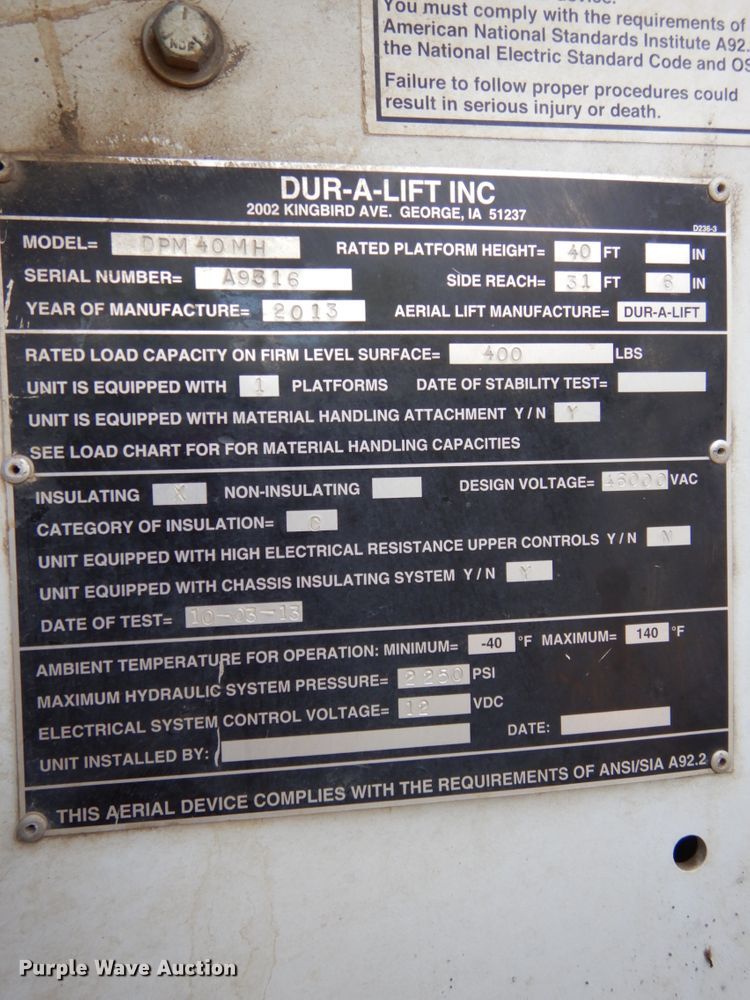 You must comply with the requirements of
American National Standards Institute A92.
the National Electric Standard Code and OS
Failure to follow proper procedures could
result in serious injury or death.
DUR-A-LIFT INC
2002 KINGBIRD AVE. GEORGE, IA 51237
D236-3
MODEL= DPM40MH RATED PLATFORM HEIGHT= 40 FT IN
SERIAL NUMBER= A9316 SIDE REACH= 31 FT 6 IN
YEAR OF MANUFACTURE= 2013 AERIAL LIFT MANUFACTURE= DUR-A-LIFT
RATED LOAD CAPACITY ON FIRM LEVEL SURFACE= 400 LBS
UNIT IS EQUIPPED WITH 1 PLATFORMS DATE OF STABILITY TEST=
UNIT IS EQUIPPED WITH MATERIAL HANDLING ATTACHMENT Y / N Y
SEE LOAD CHART FOR FOR MATERIAL HANDLING CAPACITIES
INSULATING X NON-INSULATING DESIGN VOLTAGE= 46000 VAC
CATEGORY OF INSULATION= C
UNIT EQUIPPED WITH HIGH ELECTRICAL RESISTANCE UPPER CONTROLS Y / N N
UNIT EQUIPPED WITH CHASSIS INSULATING SYSTEM Y / N Y
DATE OF TEST= 10-03-13
AMBIENT TEMPERATURE FOR OPERATION: MINIMUM= -40 °F MAXIMUM= 140 °F
MAXIMUM HYDRAULIC SYSTEM PRESSURE= 2250 PSI
ELECTRICAL SYSTEM CONTROL VOLTAGE= 12 VDC
UNIT INSTALLED BY: DATE:
THIS AERIAL DEVICE COMPLIES WITH THE REQUIREMENTS OF ANSI/SIA A92.2
Purple Wave Auction